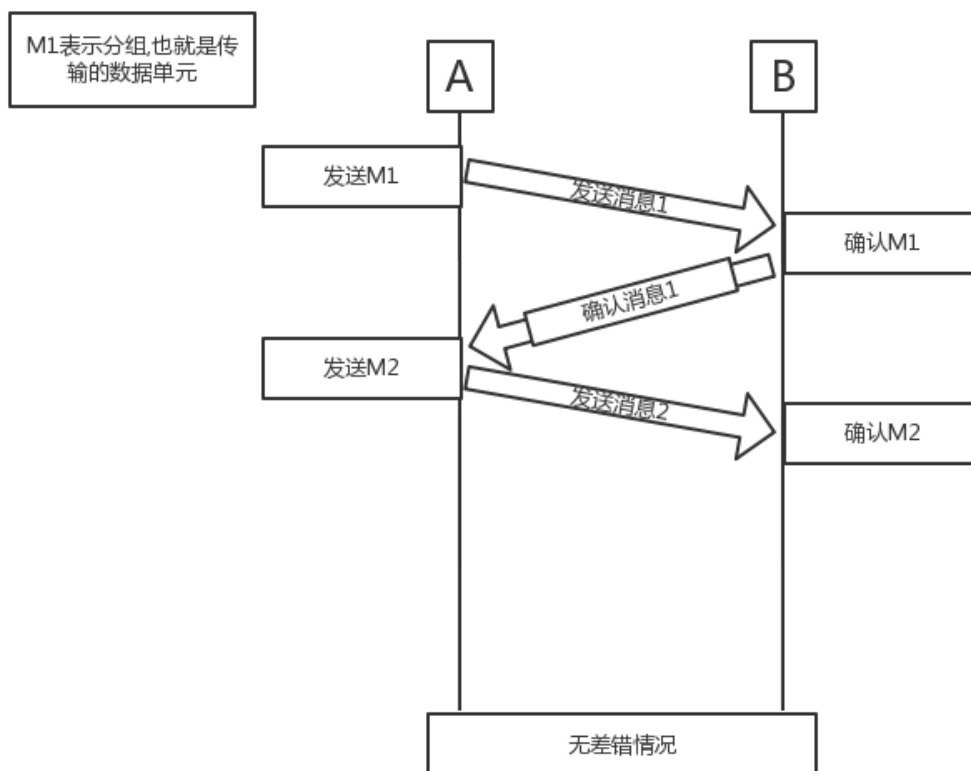 M1表示分组,也就是传
输的数据单元
A
B
发送M1
发送消息1
确认M1
确认消息1
发送M2
发送消息2
确认M2
无差错情况